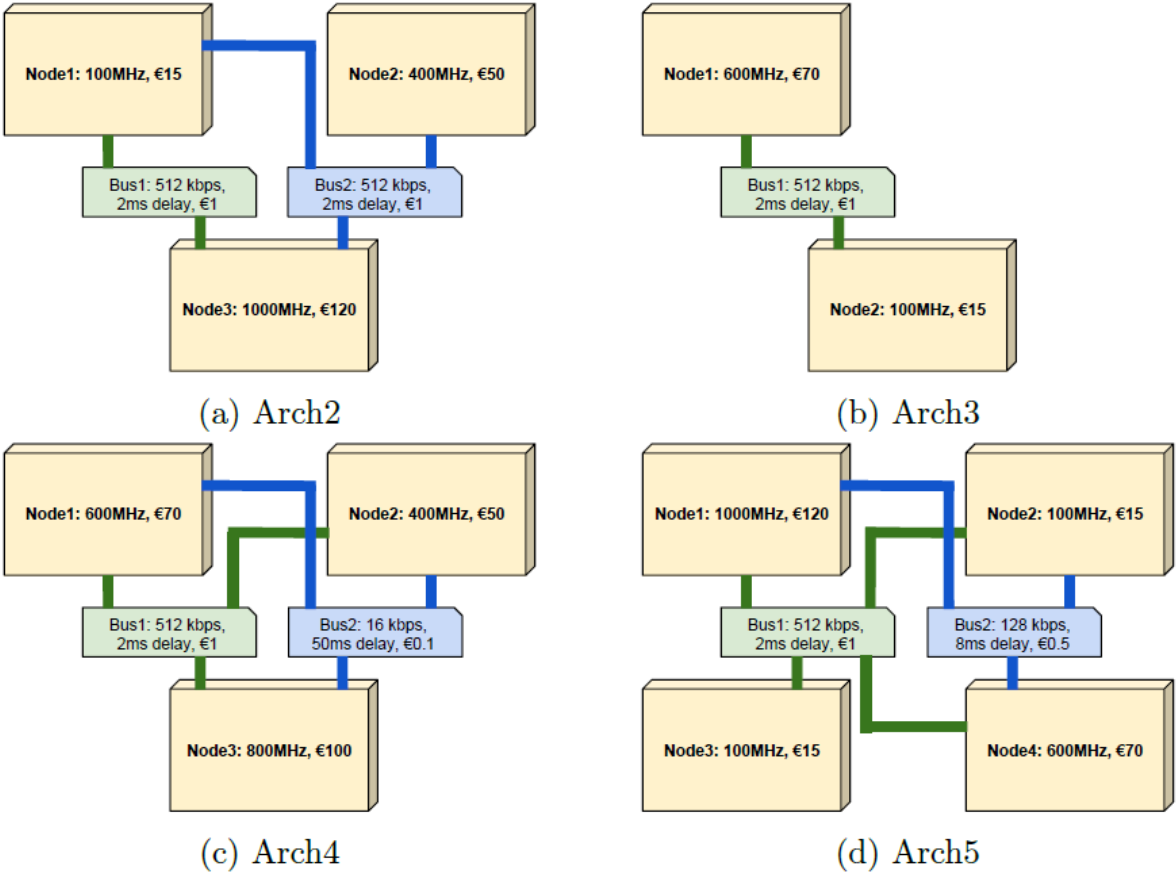 Node1: 100MHz, €15
Node2: 400MHz, €50
Bus1: 512 kbps,
2ms delay, €1
Bus2: 512 kbps,
2ms delay, €1
Node3: 1000MHz, €120
(a) Arch2
Node1: 600MHz, €70
Bus1: 512 kbps,
2ms delay, €1
Node2: 100MHz, €15
(b) Arch3
Node1: 600MHz, €70
Node2: 400MHz, €50
Bus1: 512 kbps,
2ms delay, €1
Bus2: 16 kbps,
50ms delay, €0.1
Node3: 800MHz, €100
(c) Arch4
Node1: 1000MHz, €120
Node2: 100MHz, €15
Bus1: 512 kbps,
2ms delay, €1
Bus2: 128 kbps,
8ms delay, €0.5
Node3: 100MHz, €15
Node4: 600MHz, €70
(d) Arch5